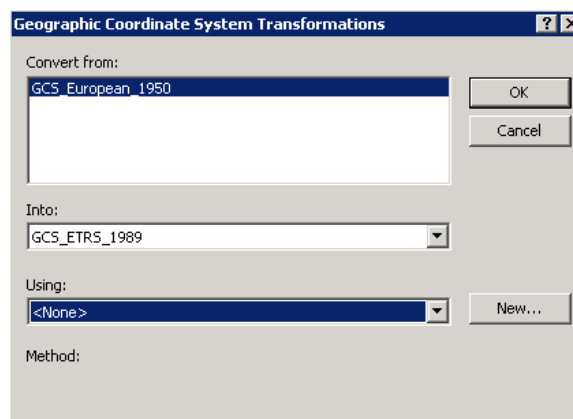 Geographic Coordinate System Transformations
Convert from:
GCS_European_1950
OK
Cancel
Into:
GCS_ETRS_1989
Using:
<None>
New...
Method: